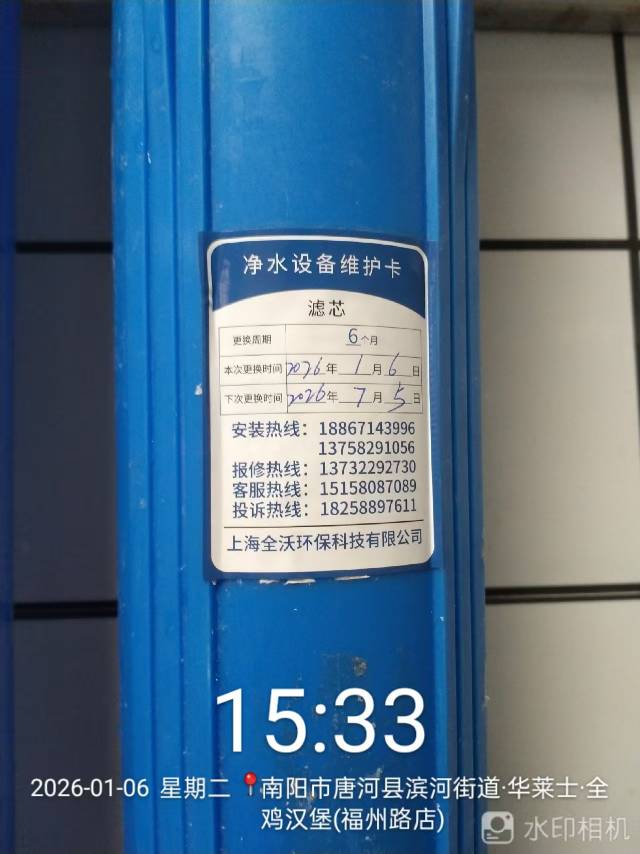 净水设备维护卡
滤芯
更换周期 6个月
本次更换时间 2026年 1月 6日
下次更换时间 2026年 7月 5日
安装热线：18867143996
13758291056
报修热线：13732292730
客服热线：15158087089
投诉热线：18258897611
上海全沃环保科技有限公司
15:33
2026-01-06 星期二 南阳市唐河县滨河街道·华莱士·全
鸡汉堡(福州路店)
水印相机